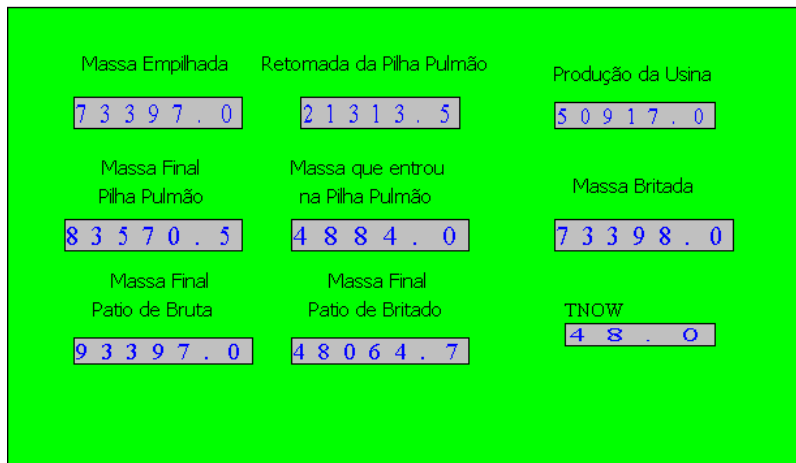 Massa Empilhada
73397.0
Retomada da Pilha Pulmão
21313.5
Produção da Usina
50917.0
Massa Final
Pilha Pulmão
83570.5
Massa que entrou
na Pilha Pulmão
4884.0
Massa Britada
73398.0
Massa Final
Patio de Bruta
93397.0
Massa Final
Patio de Britado
48064.7
TNOW
48.0